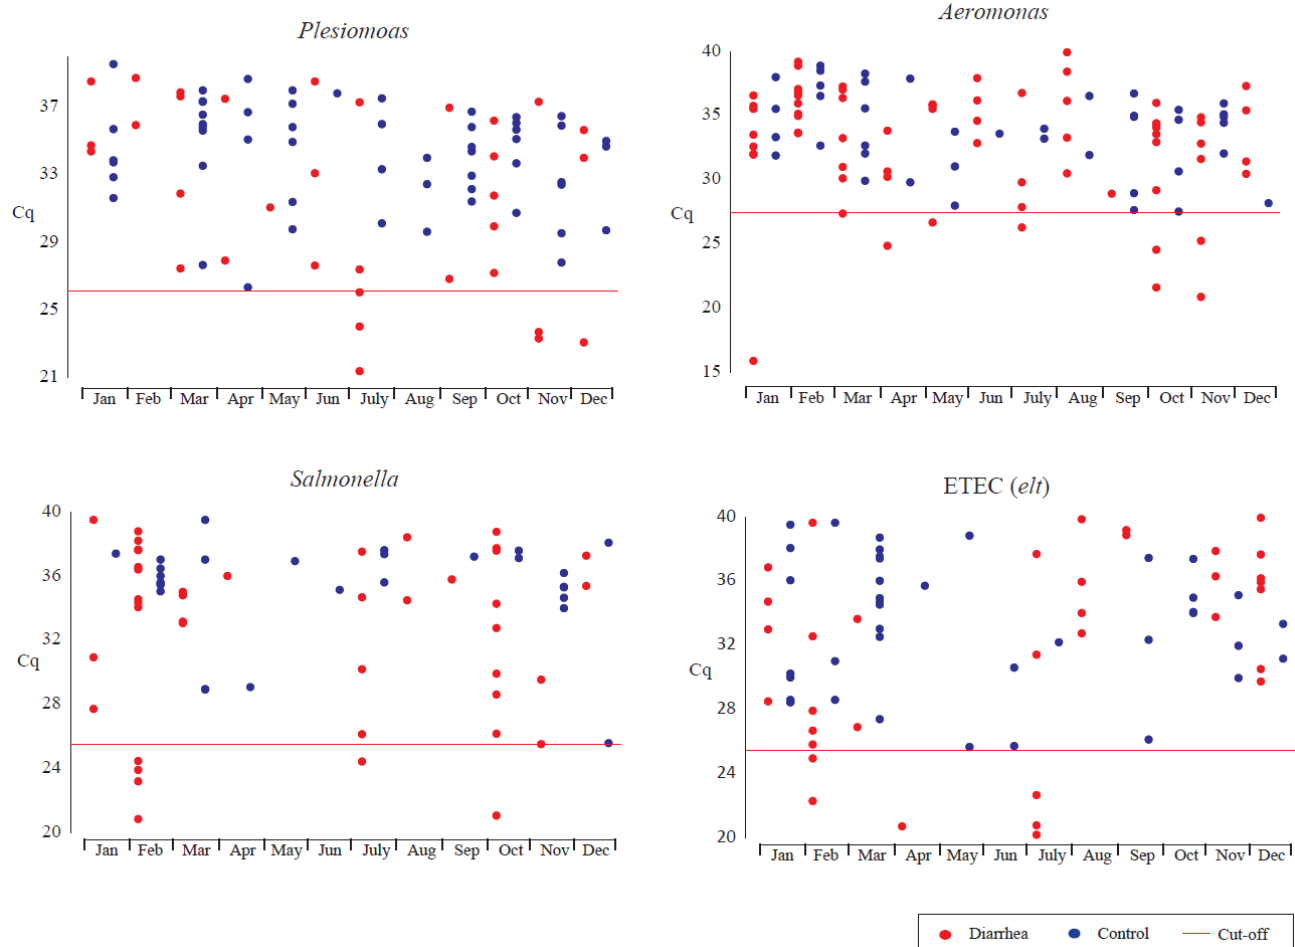 Plesiomoas
37
33
Cq
29
25
21
Jan Feb Mar Apr May Jun July Aug Sep Oct Nov Dec
Aeromonas
40
35
30
Cq
25
20
15
Jan Feb Mar Apr May Jun July Aug Sep Oct Nov Dec
Salmonella
40
36
32
Cq
28
24
20
Jan Feb Mar Apr May Jun July Aug Sep Oct Nov Dec
ETEC (elt)
40
36
32
Cq
28
24
20
Jan Feb Mar Apr May Jun July Aug Sep Oct Nov Dec
Diarrhea Control Cut-off